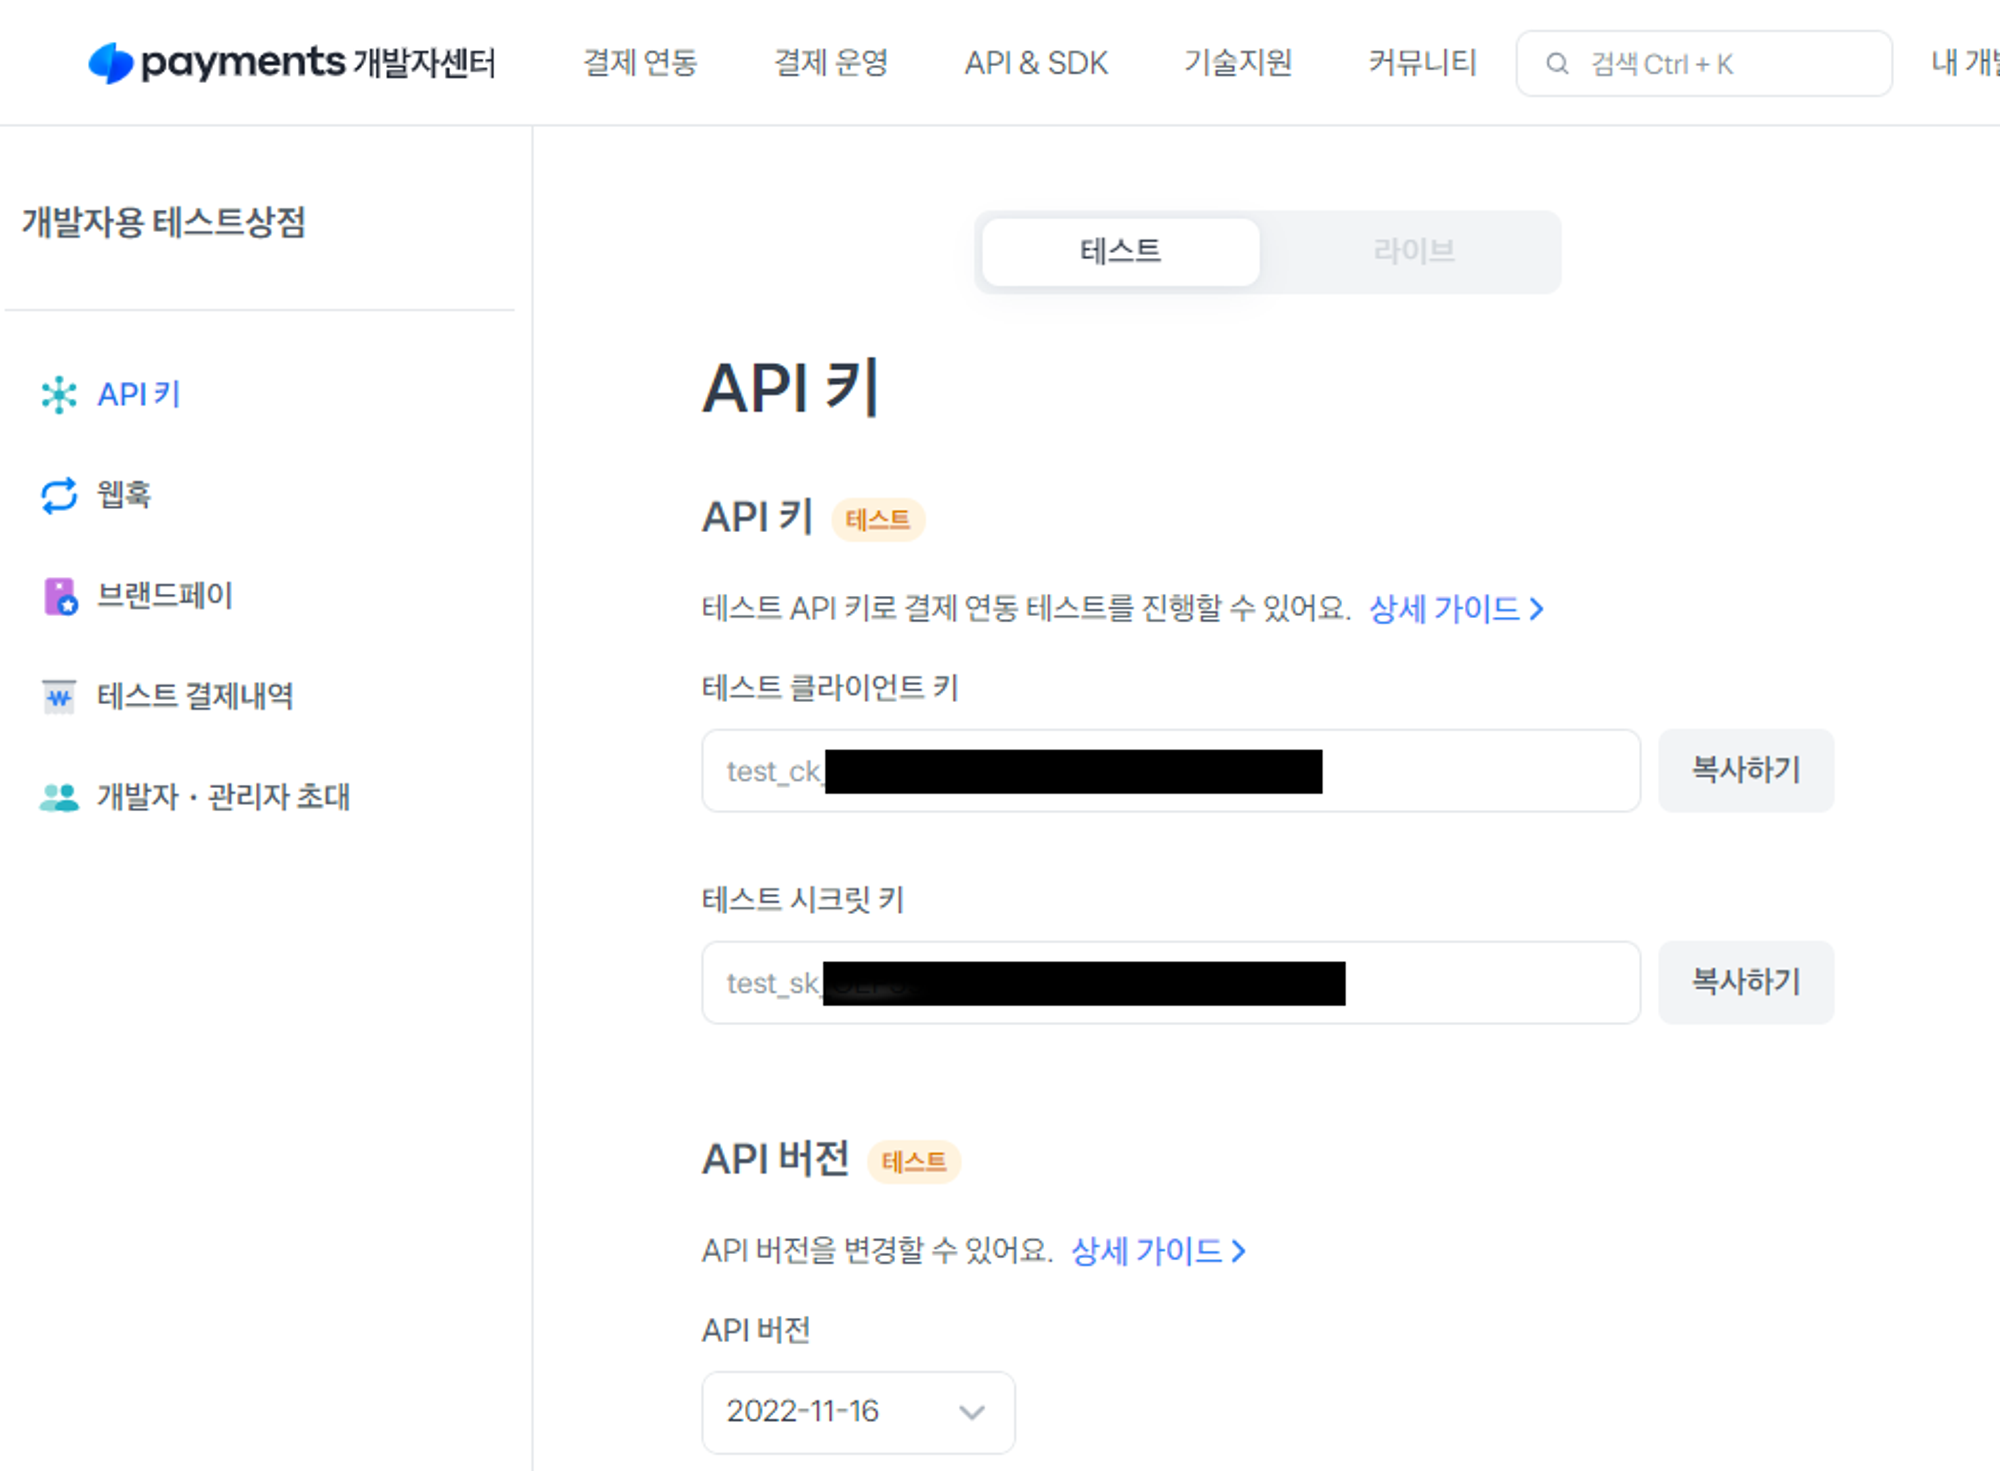 payments 개발자센터
결제 연동
결제 운영
API & SDK
기술지원
커뮤니티
검색 Ctrl + K
내
개발자용 테스트상점
API 키
웹훅
브랜드페이
테스트 결제내역
개발자 · 관리자 초대
테스트
라이브
API 키
API 키 테스트
테스트 API 키로 결제 연동 테스트를 진행할 수 있어요. 상세 가이드
테스트 클라이언트 키
test_ck_
복사하기
테스트 시크릿 키
test_sk_
복사하기
API 버전 테스트
API 버전을 변경할 수 있어요. 상세 가이드
API 버전
2022-11-16